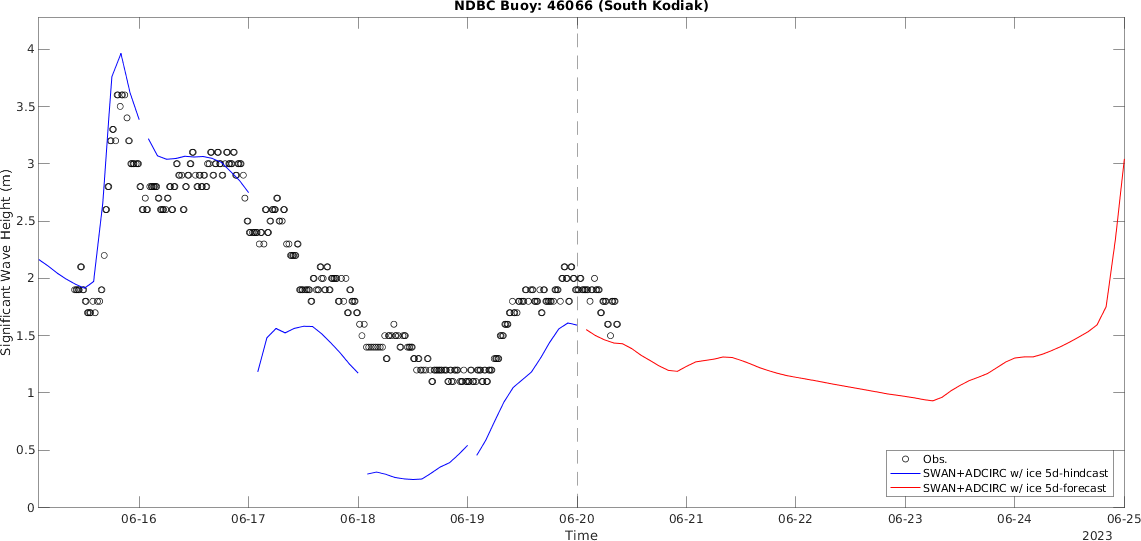 NDBC Buoy: 46066 (South Kodiak)
Significant Wave Height (m)
4
3.5
3
2.5
2
1.5
1
0.5
0
Obs.
SWAN+ADCIRC w/ ice 5d-hindcast
SWAN+ADCIRC w/ ice 5d-forecast
06-16 06-17 06-18 06-19 06-20 06-21 06-22 06-23 06-24 06-25
Time
2023